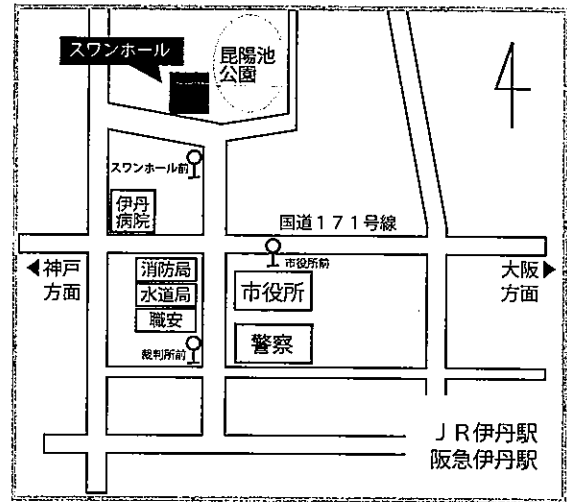 スワンホール
昆陽池
公園
スワンホール前
伊丹
病院
国道171号線
◀神戸
方面
消防局
水道局
職安
市役所前
市役所
大阪▶
方面
裁判所前
警察
JR伊丹駅
阪急伊丹駅